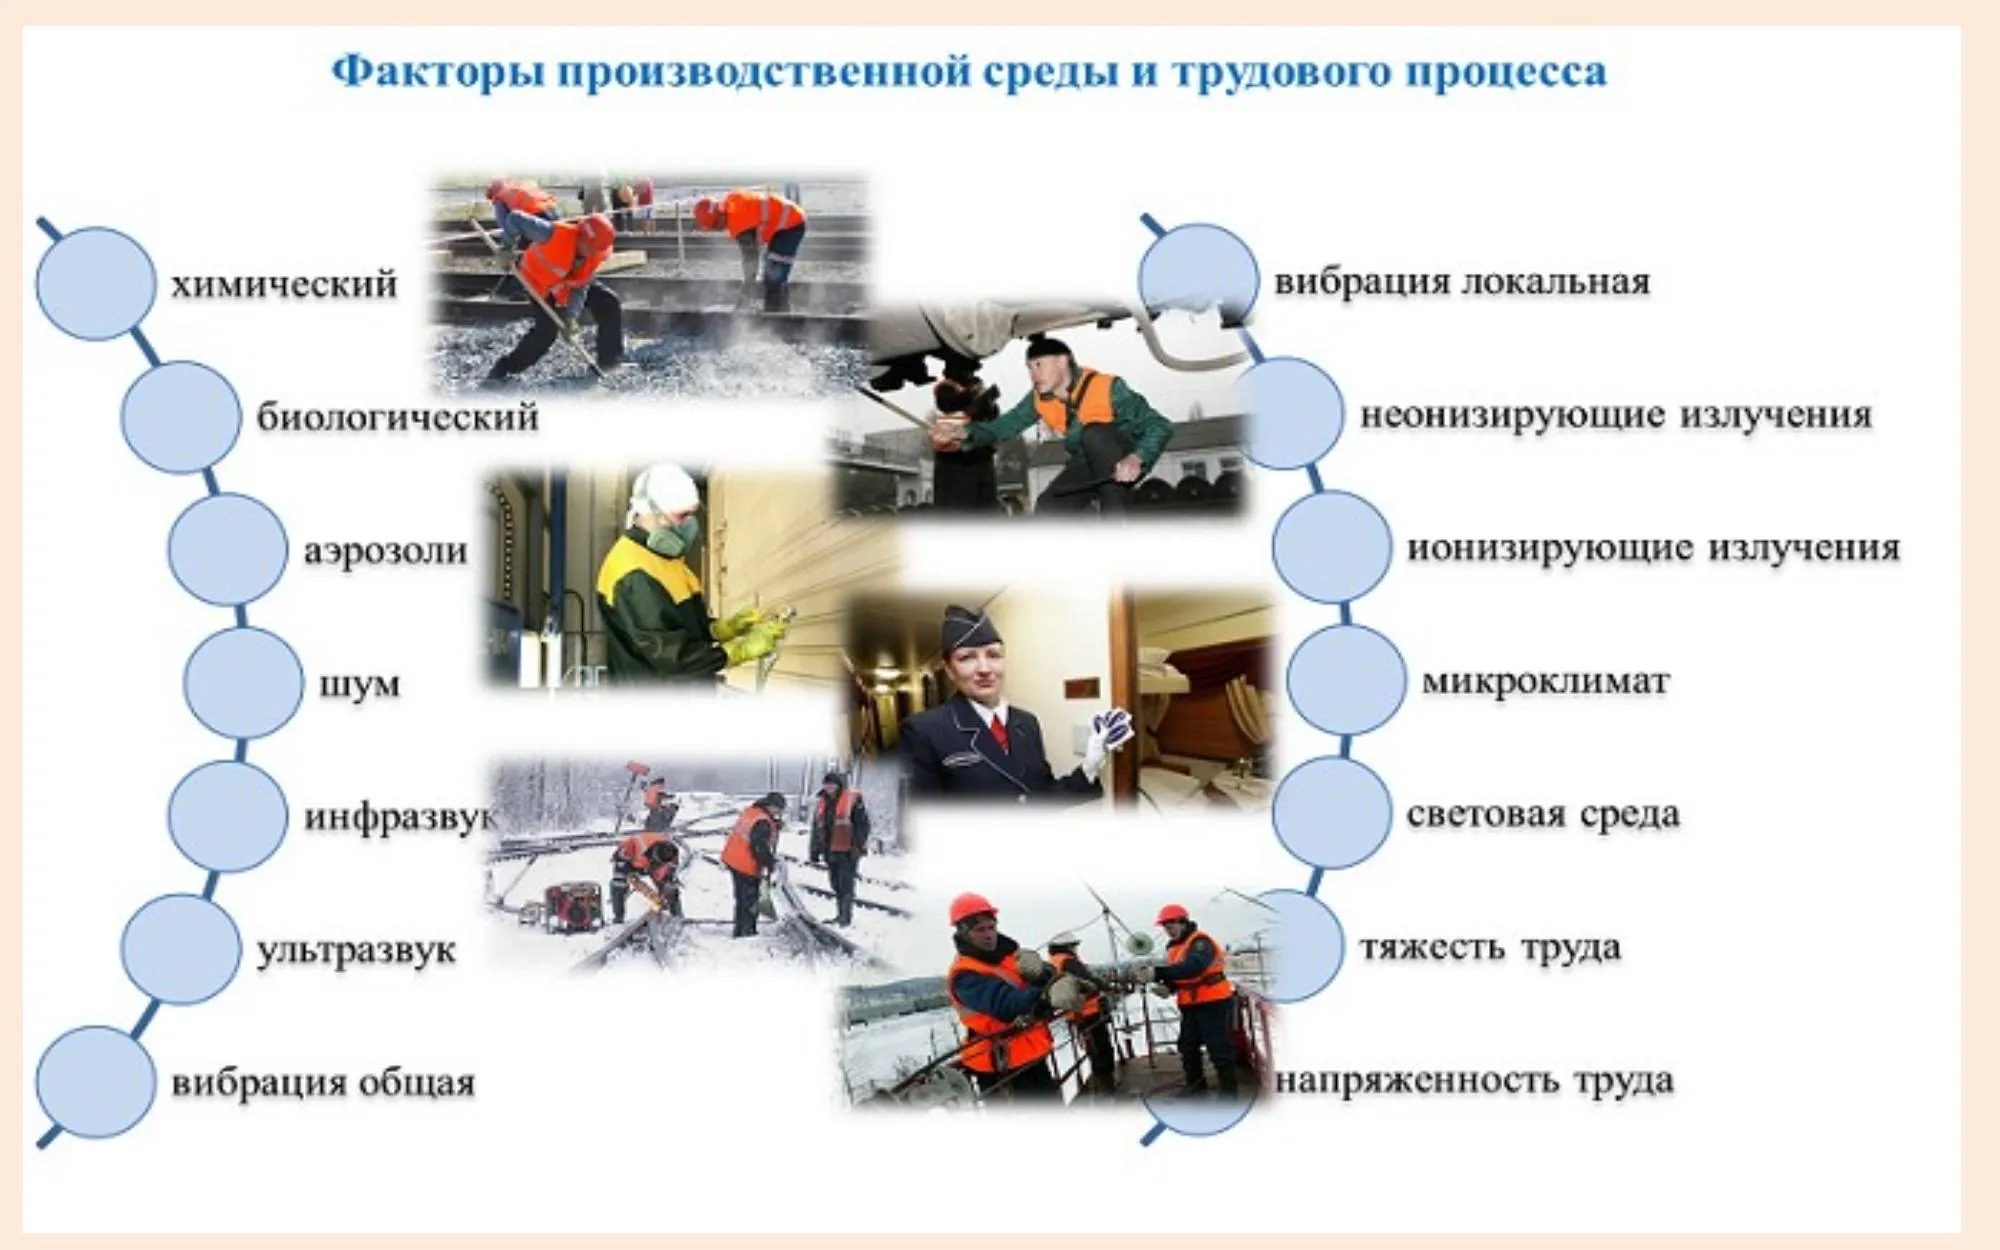 Факторы производственной среды и трудового процесса
химический
биологический
аэрозоли
шум
инфразвук
ультразвук
вибрация общая
вибрация локальная
неонизирующие излучения
ионизирующие излучения
микроклимат
световая среда
тяжесть труда
напряженность труда